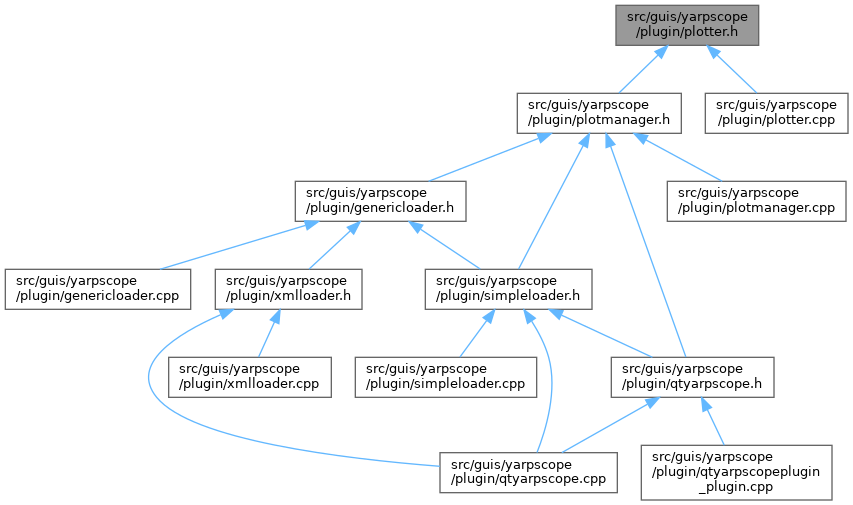 src/guis/yarpscope
/plugin/plotter.h
src/guis/yarpscope
/plugin/plotmanager.h
src/guis/yarpscope
/plugin/plotter.cpp
src/guis/yarpscope
/plugin/genericloader.h
src/guis/yarpscope
/plugin/plotmanager.cpp
src/guis/yarpscope
/plugin/genericloader.cpp
src/guis/yarpscope
/plugin/xmlloader.h
src/guis/yarpscope
/plugin/simpleloader.h
src/guis/yarpscope
/plugin/xmlloader.cpp
src/guis/yarpscope
/plugin/simpleloader.cpp
src/guis/yarpscope
/plugin/qtyarpscope.h
src/guis/yarpscope
/plugin/qtyarpscope.cpp
src/guis/yarpscope
/plugin/qtyarpscopeplugin
_plugin.cpp